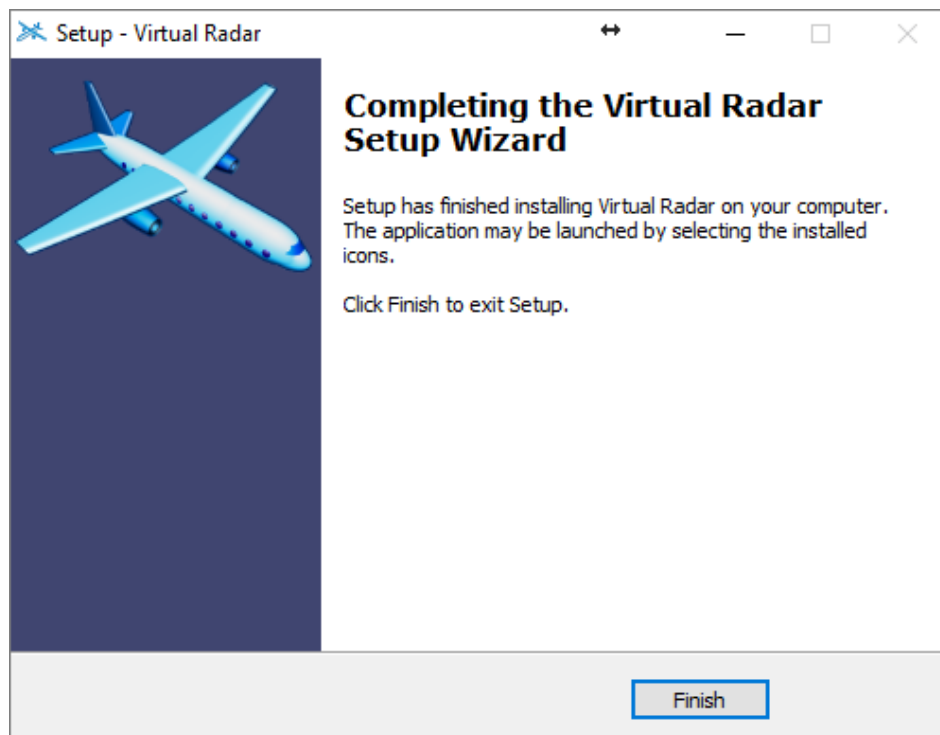 Setup - Virtual Radar
Completing the Virtual Radar
Setup Wizard
Setup has finished installing Virtual Radar on your computer.
The application may be launched by selecting the installed
icons.
Click Finish to exit Setup.
Finish